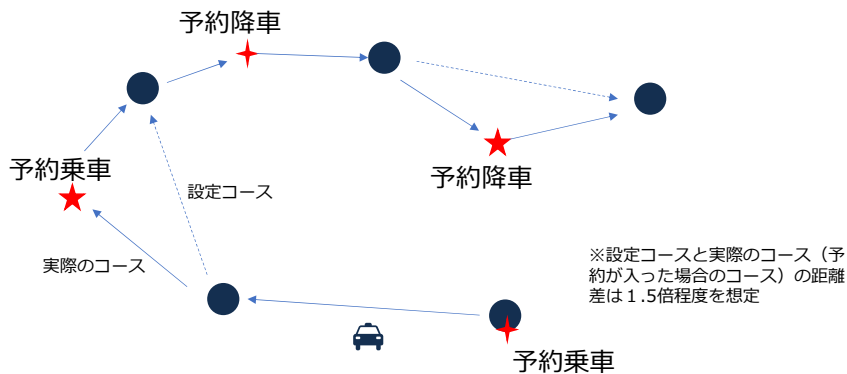 予約降車
予約乗車
予約降車
設定コース
実際のコース
※設定コースと実際のコース（予
約が入った場合のコース）の距離
差は１.5倍程度を想定
予約乗車